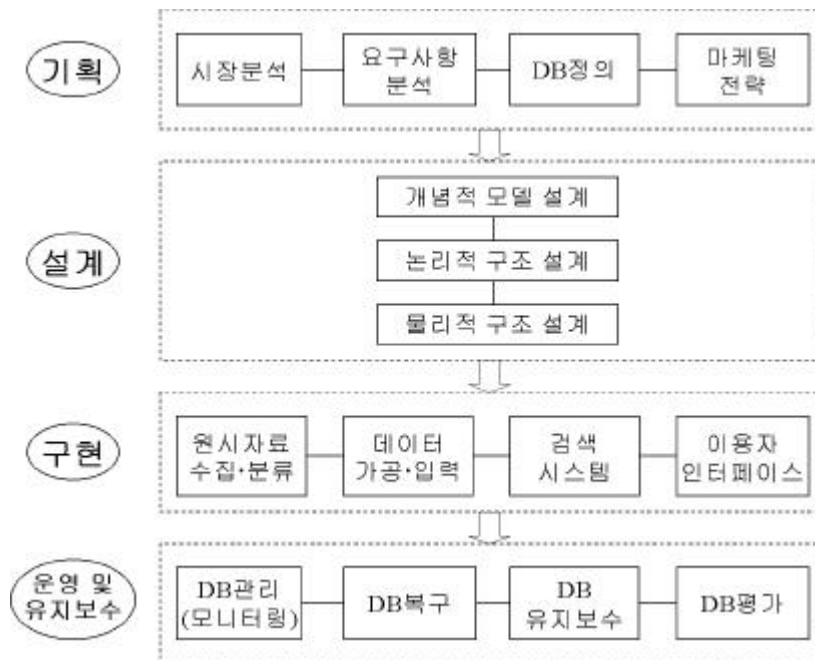 기획
시장분석
요구사항
분석
DB정의
마케팅
전략
설계
개념적 모델 설계
논리적 구조 설계
물리적 구조 설계
구현
원시자료
수집·분류
데이터
가공·입력
검색
시스템
이용자
인터페이스
운영 및
유지보수
DB관리
(모니터링)
DB복구
DB
유지보수
DB평가